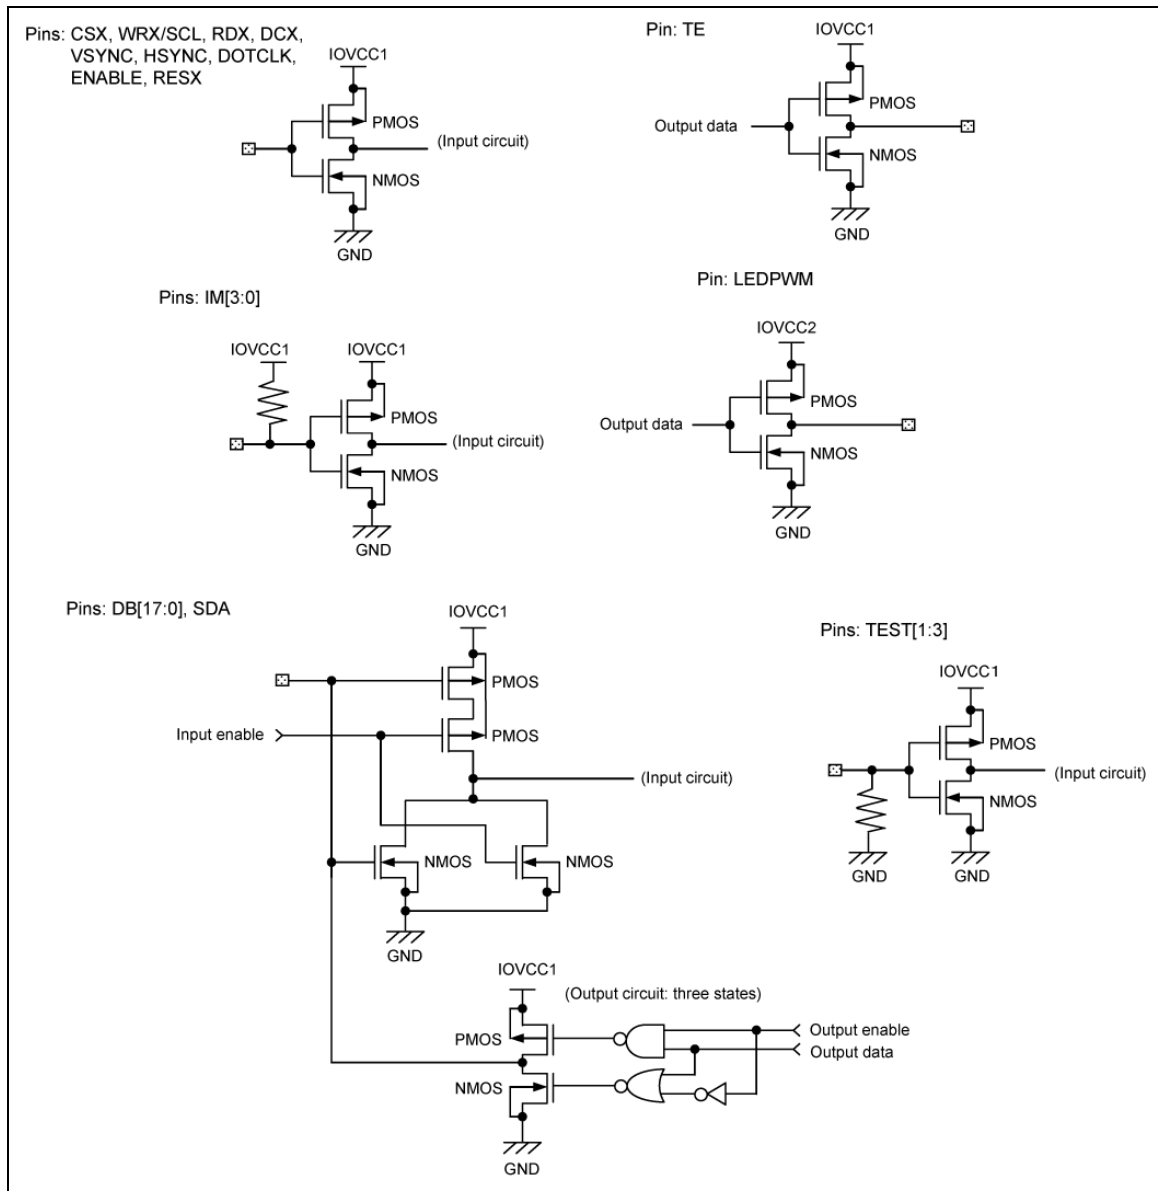 Pins: CSX, WRX/SCL, RDX, DCX,
VSYNC, HSYNC, DOTCLK,
ENABLE, RESX
IOVCC1
PMOS
(Input circuit)
NMOS
GND
Pin: TE
IOVCC1
PMOS
Output data
NMOS
GND
Pins: IM[3:0]
IOVCC1
IOVCC1
PMOS
(Input circuit)
NMOS
GND
Pin: LEDPWM
IOVCC2
PMOS
Output data
NMOS
GND
Pins: DB[17:0], SDA
IOVCC1
PMOS
Input enable
PMOS
(Input circuit)
NMOS
NMOS
GND
IOVCC1
(Output circuit: three states)
PMOS
Output enable
Output data
NMOS
GND
Pins: TEST[1:3]
IOVCC1
PMOS
(Input circuit)
NMOS
GND
GND